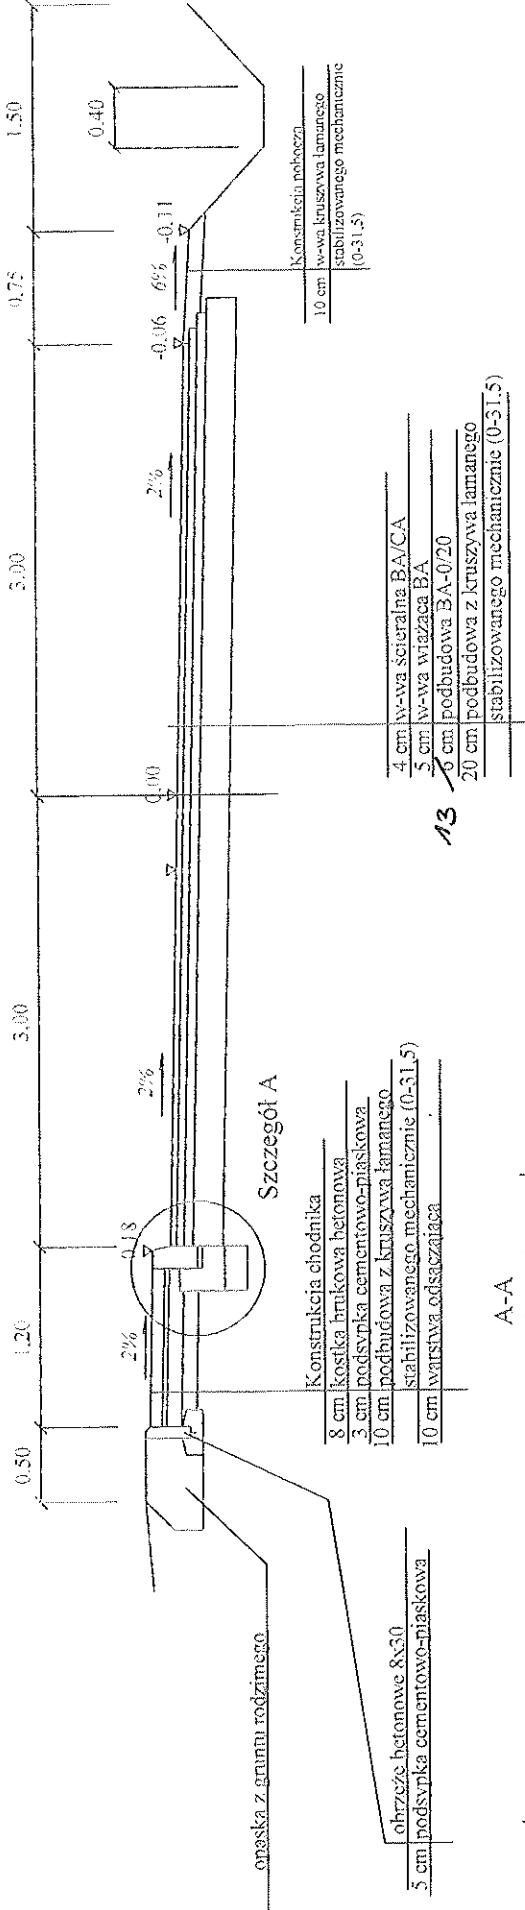 0.50
1.20
3.00
3.00
0.75
1.50
0.40
2%
0.18
2%
0.00
2%
-0.06
6%
-0.11
Szczegół A
opaska z gruntu rodzimego
obrzeże betonowe 8x30
5 cm podsypka cementowo-piaskowa
Konstrukcja chodnika
8 cm kostka brukowa betonowa
3 cm podsypka cementowo-piaskowa
10 cm podbudowa z kruszywa łamanego
stabilizowanego mechanicznie (0-31,5)
10 cm warstwa odsączająca
4 cm w-wa ścieralna BA/CA
5 cm w-wa wiążąca BA
13 6 cm podbudowa BA-0/20
20 cm podbudowa z kruszywa łamanego
stabilizowanego mechanicznie (0-31.5)
Konstrukcja pobocza
10 cm w-wa kruszywa łamanego
stabilizowanego mechanicznie
(0-31,5)
A-A